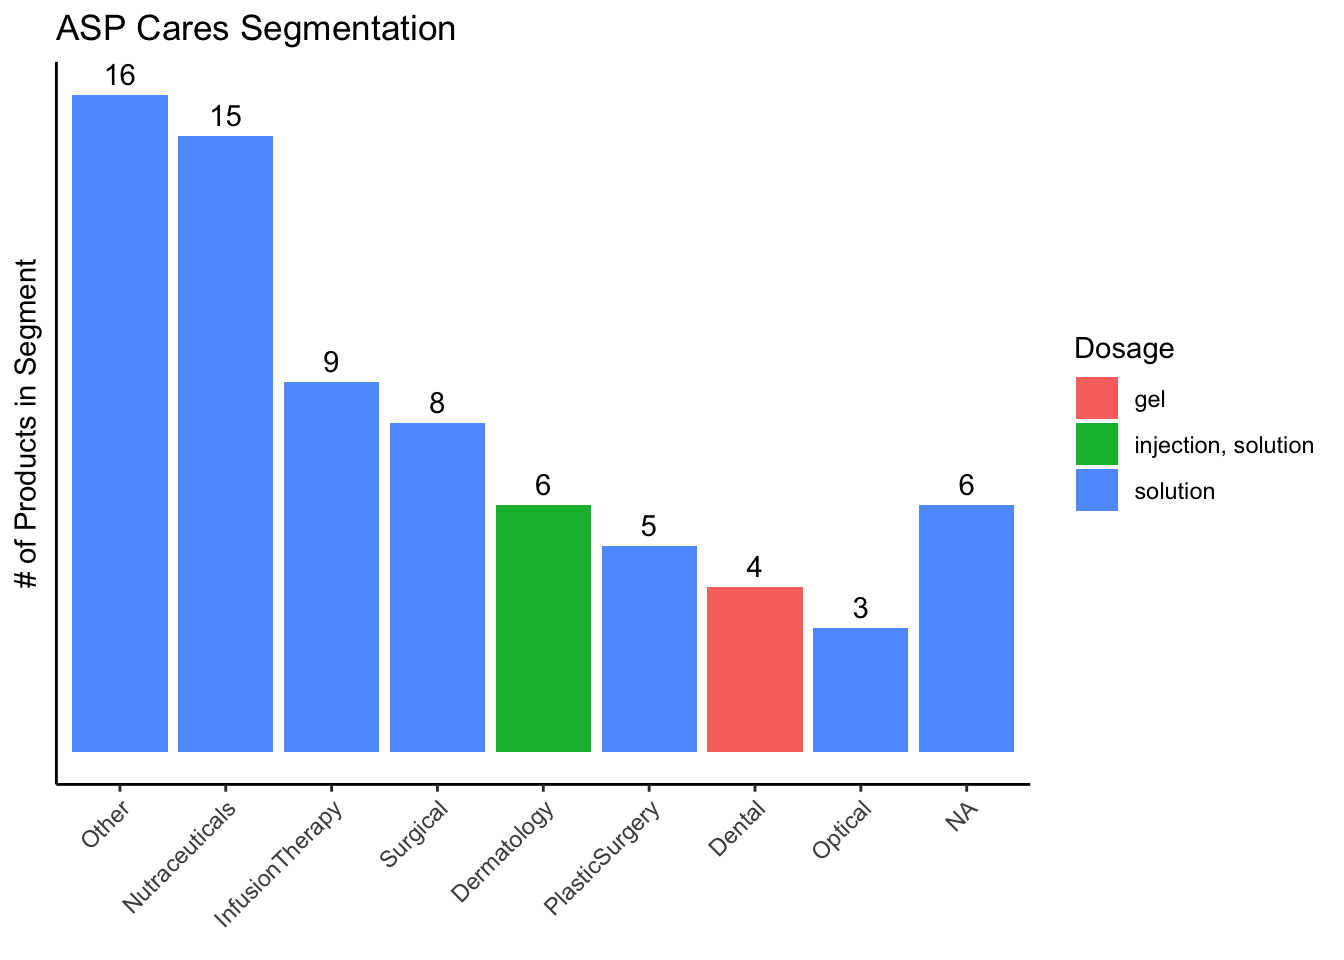 ASP Cares Segmentation
# of Products in Segment
16
15
9
8
6
5
4
3
6
Other
Nutraceuticals
InfusionTherapy
Surgical
Dermatology
PlasticSurgery
Dental
Optical
NA
Dosage
gel
injection, solution
solution